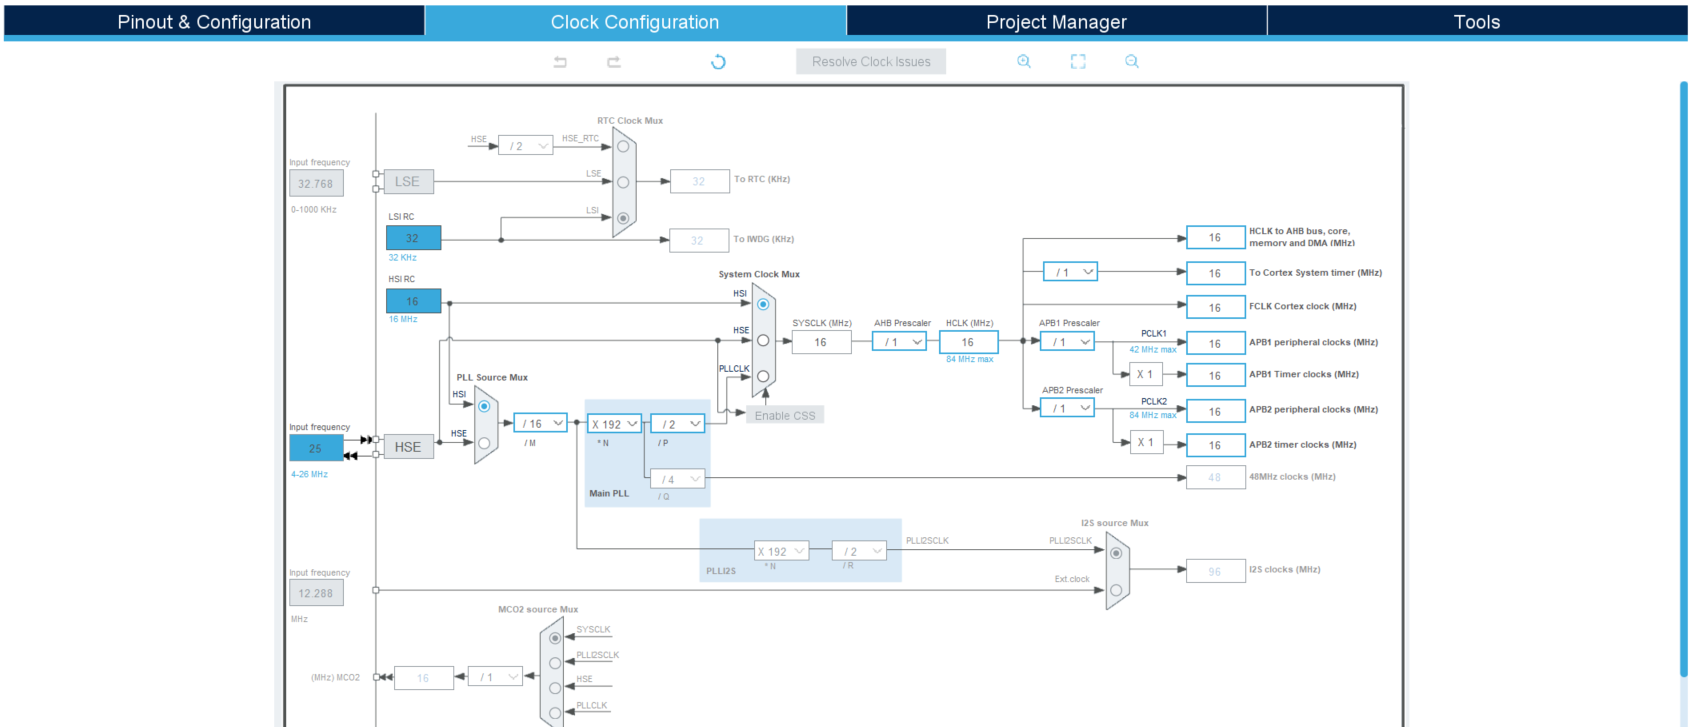 Pinout & Configuration
Clock Configuration
Project Manager
Tools
Resolve Clock Issues
RTC Clock Mux
HSE
/ 2
HSE_RTC
Input frequency
32.768
LSE
LSE
32
To RTC (KHz)
0-1000 KHz
LSI RC
LSI
32
32
To IWDG (KHz)
32 KHz
HCLK to AHB bus, core,
memory and DMA (MHz)
16
System Clock Mux
/ 1
16
To Cortex System timer (MHz)
HSI RC
HSI
16
16 MHz
16
FCLK Cortex clock (MHz)
SYSCLK (MHz)
AHB Prescaler
HCLK (MHz)
APB1 Prescaler
HSE
PCLK1
16
/ 1
16
/ 1
16
APB1 peripheral clocks (MHz)
84 MHz max
42 MHz max
PLLCLK
PLL Source Mux
X 1
16
APB1 Timer clocks (MHz)
HSI
APB2 Prescaler
PCLK2
/ 1
16
APB2 peripheral clocks (MHz)
84 MHz max
Enable CSS
Input frequency
/ 16
X 192
/ 2
HSE
/ M
* N
/ P
25
HSE
X 1
16
APB2 timer clocks (MHz)
4-26 MHz
/ 4
48
48MHz clocks (MHz)
Main PLL
/ Q
I2S source Mux
PLLI2SCLK
PLLI2SCLK
X 192
/ 2
* N
/ R
PLLI2S
96
I2S clocks (MHz)
Input frequency
Ext.clock
12.288
MHz
MCO2 source Mux
SYSCLK
PLLI2SCLK
(MHz) MCO2
16
/ 1
HSE
PLLCLK